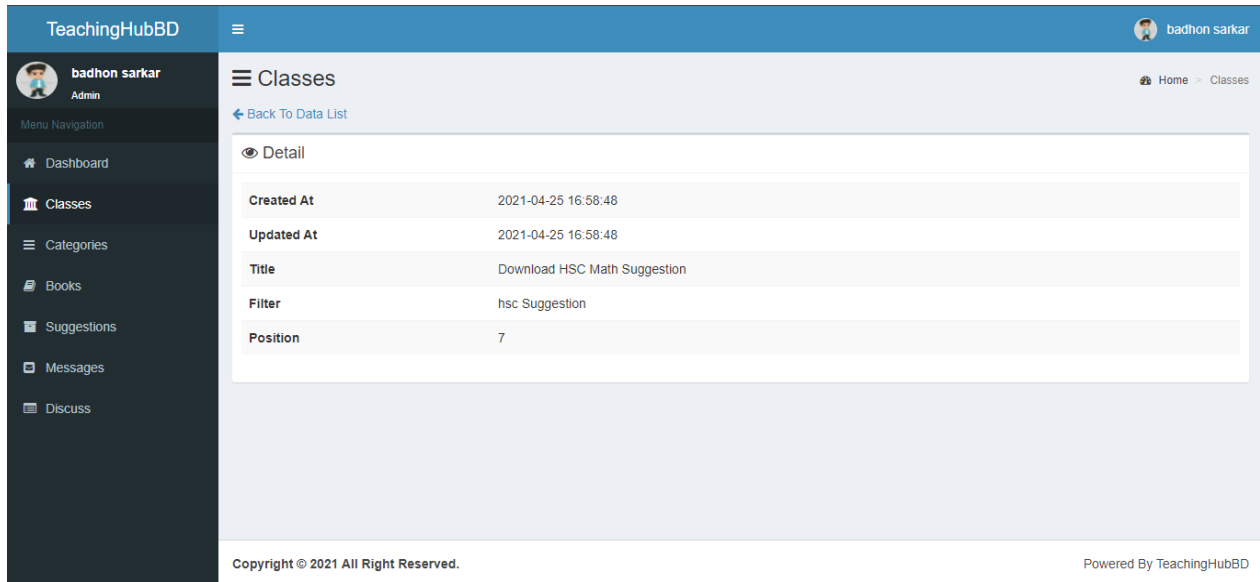 TeachingHubBD
badhon sarkar
badhon sarkar
Admin
Menu Navigation
Dashboard
Classes
Categories
Books
Suggestions
Messages
Discuss
Classes
Home > Classes
Back To Data List
Detail
Created At 2021-04-25 16:58:48
Updated At 2021-04-25 16:58:48
Title Download HSC Math Suggestion
Filter hsc Suggestion
Position 7
Copyright © 2021 All Right Reserved.
Powered By TeachingHubBD